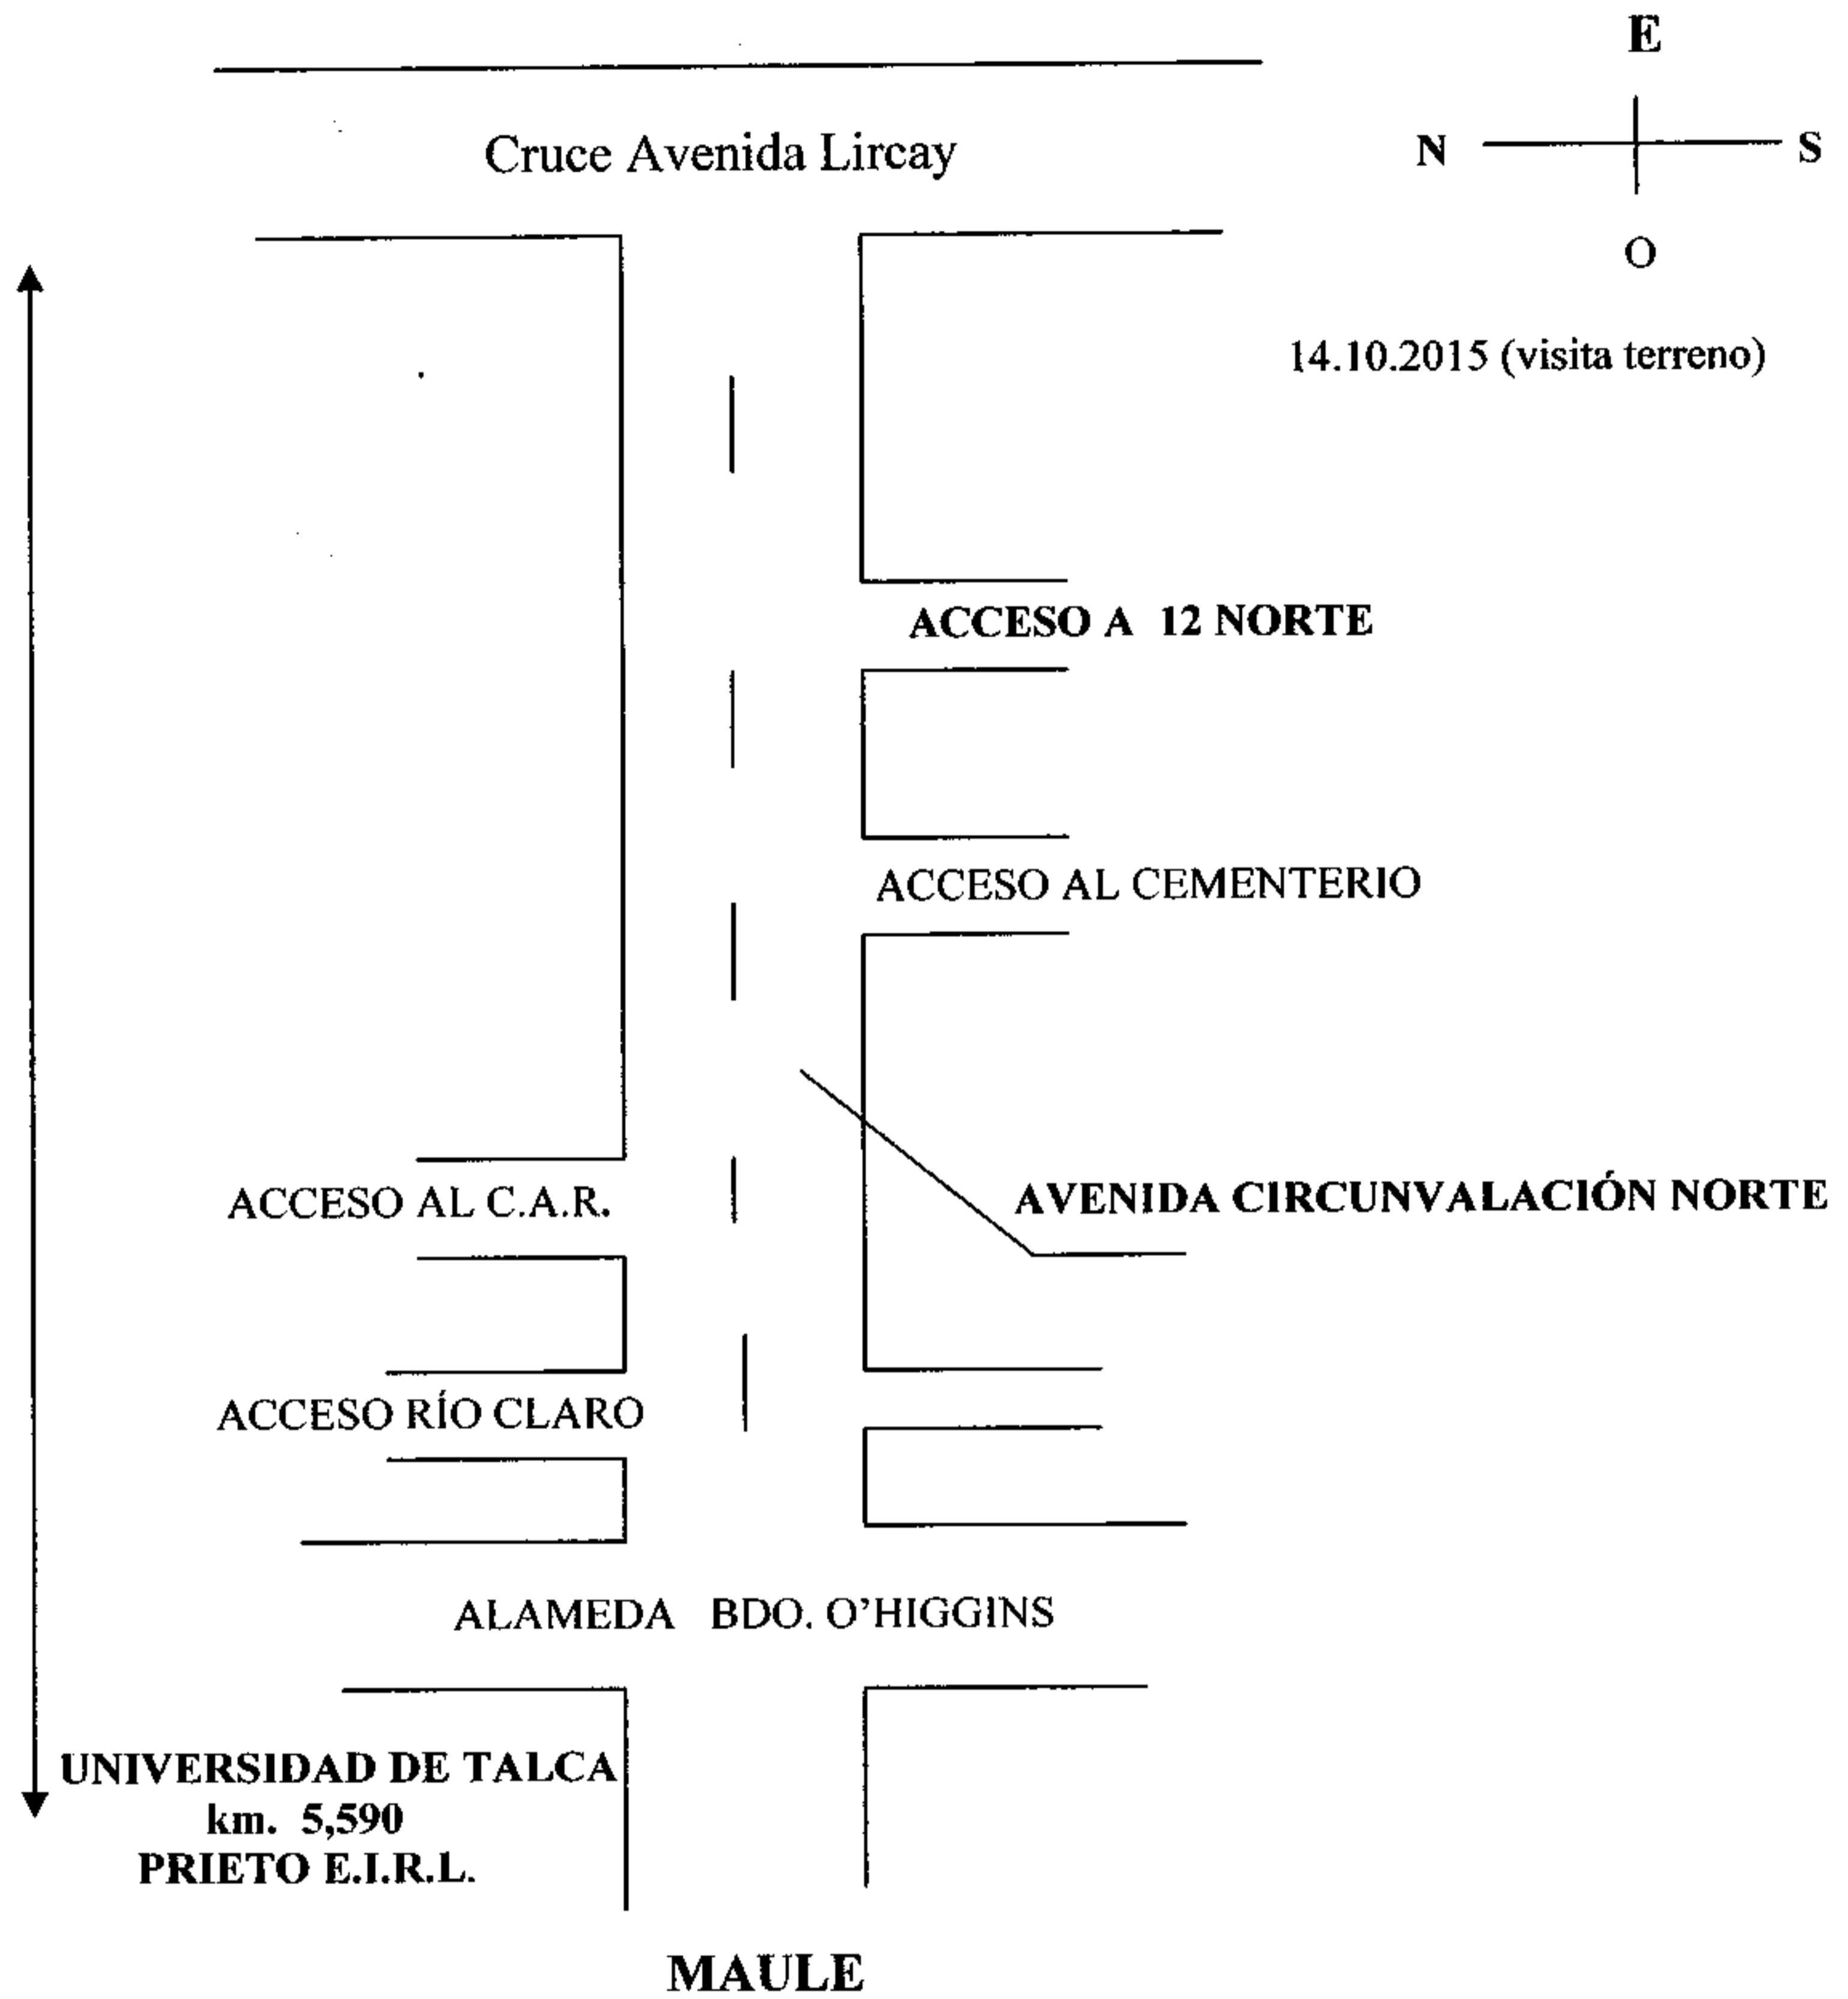 E
Cruce Avenida Lircay
N S
O
14.10.2015 (visita terreno)
ACCESO A 12 NORTE
ACCESO AL CEMENTERIO
ACCESO AL C.A.R.
AVENIDA CIRCUNVALACIÓN NORTE
ACCESO RÍO CLARO
ALAMEDA BDO. O'HIGGINS
UNIVERSIDAD DE TALCA
km. 5,590
PRIETO E.I.R.L.
MAULE